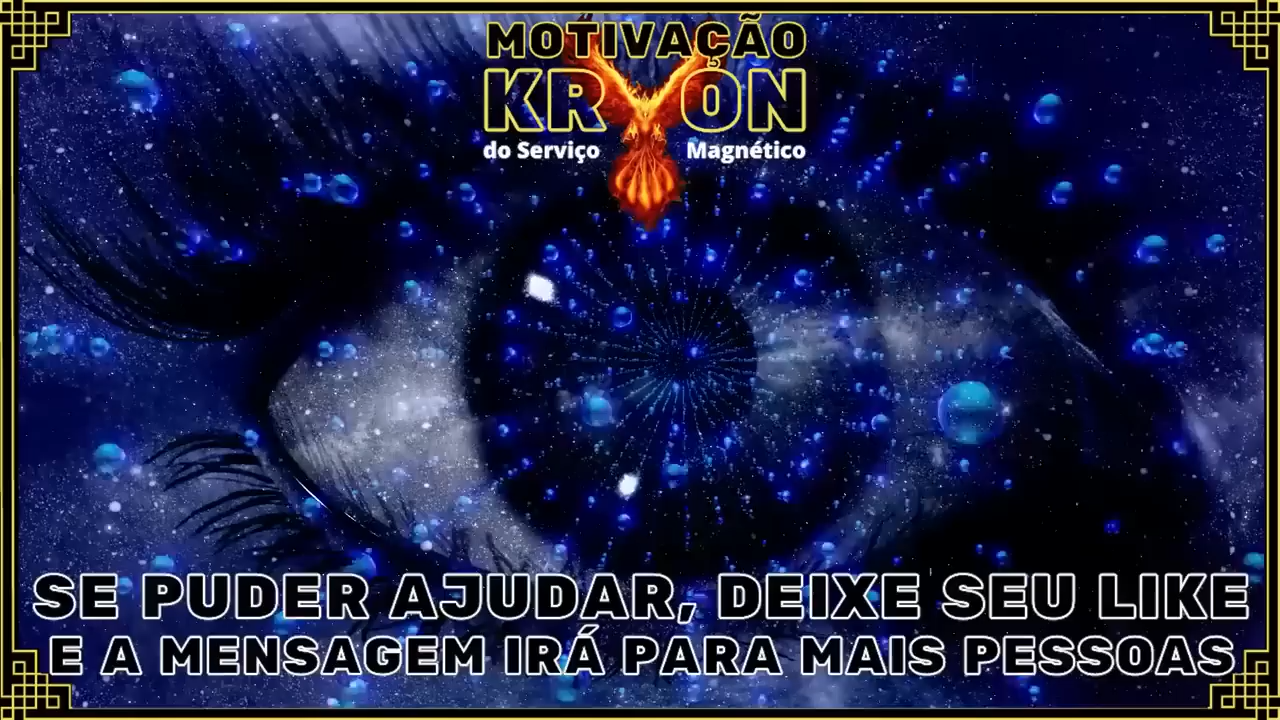 MOTIVAÇÃO
KRYON
do Serviço Magnético
SE PUDER AJUDAR, DEIXE SEU LIKE
E A MENSAGEM IRÁ PARA MAIS PESSOAS